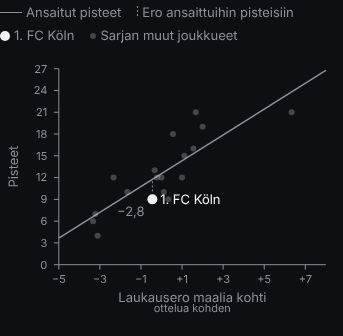 Ansaitut pisteet Ero ansaittuihin pisteisiin
1. FC Köln Sarjan muut joukkueet
27
24
21
18
15
12
9
6
3
0
Pisteet
−2,8
1. FC Köln
−5 −3 −1 +1 +3 +5 +7
Laukausero maalia kohti
ottelua kohden